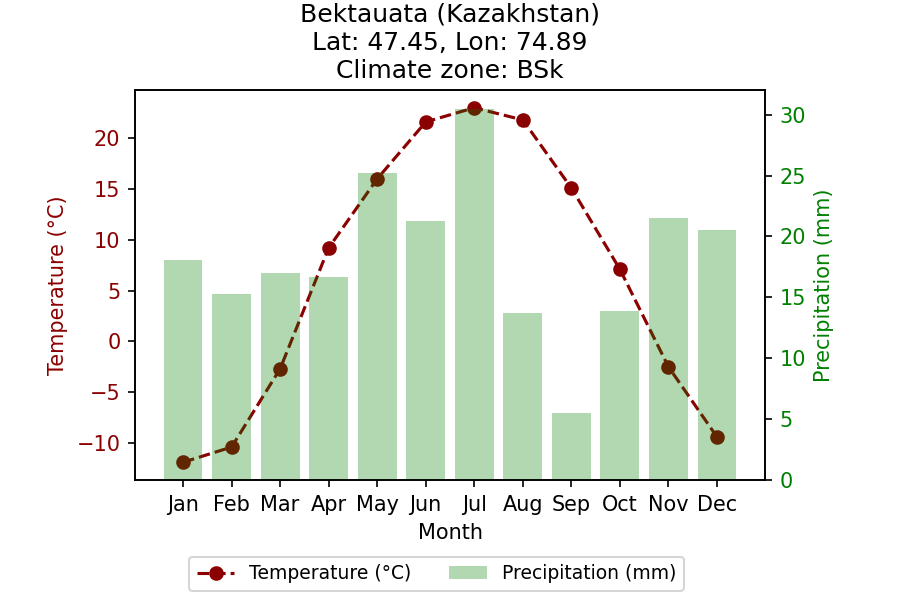 Bektauata (Kazakhstan)
Lat: 47.45, Lon: 74.89
Climate zone: BSk
Temperature (°C)
20
15
10
5
0
−5
−10
30
25
20
15
10
5
0
Precipitation (mm)
Jan Feb Mar Apr May Jun Jul Aug Sep Oct Nov Dec
Month
Temperature (°C) Precipitation (mm)